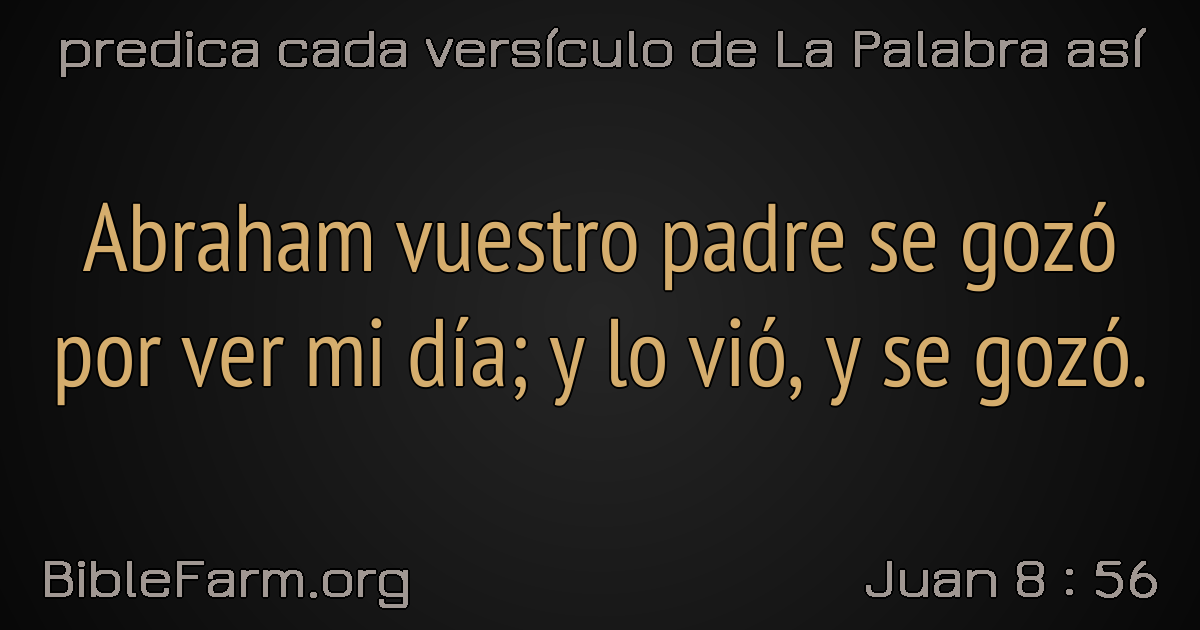 predica cada versículo de La Palabra así
Abraham vuestro padre se gozó
por ver mi día; y lo vió, y se gozó.
BibleFarm.org
Juan 8 : 56